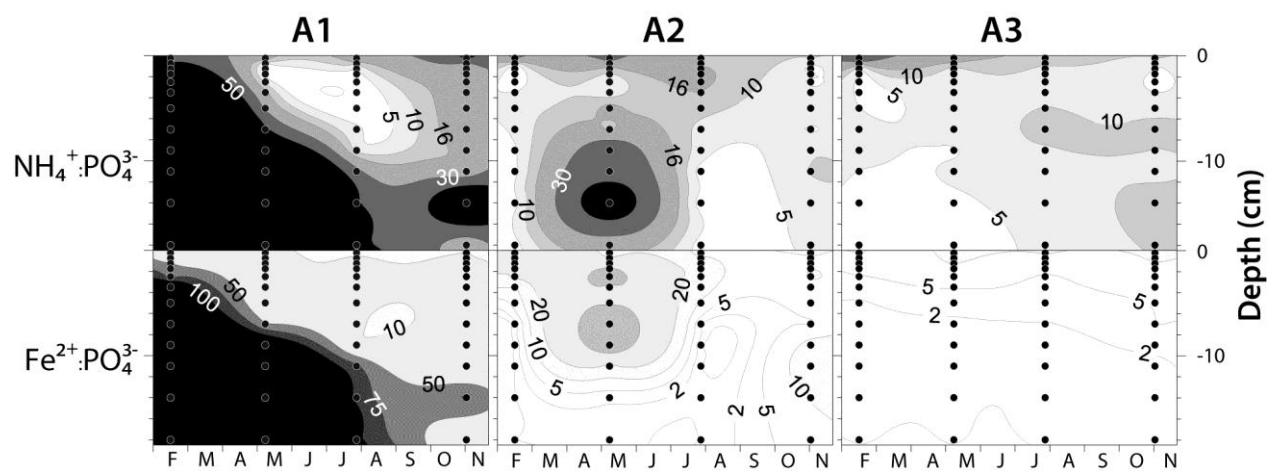 A1 A2 A3
50 5 10 16 30
10 30 16 16 10 5
5 10 5 10
NH₄⁺:PO₄³⁻
0
-10
Depth (cm)
50 100 10 50 75
20 10 5 20 5 2 2 5 10
5 2 5 2
Fe²⁺:PO₄³⁻
0
-10
F M A M J J A S O N F M A M J J A S O N F M A M J J A S O N